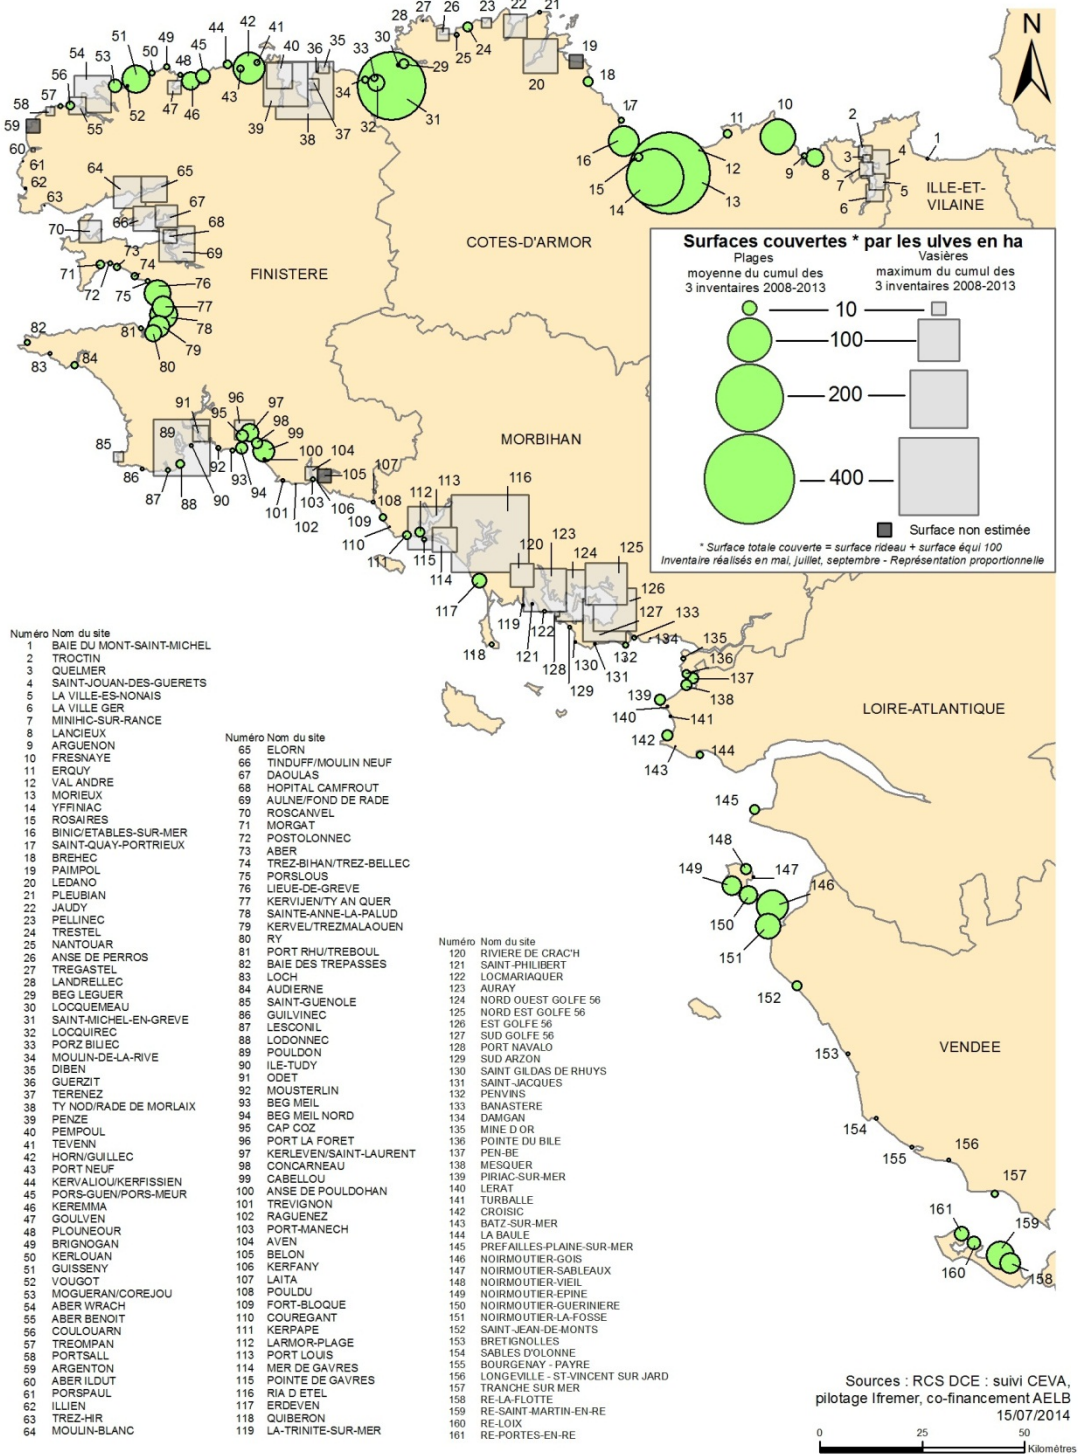 N
ILLE-ET-
VILAINE
COTES-D'ARMOR
FINISTERE
MORBIHAN
LOIRE-ATLANTIQUE
VENDEE
Surfaces couvertes * par les ulves en ha
Plages
moyenne du cumul des
3 inventaires 2008-2013
Vasières
maximum du cumul des
3 inventaires 2008-2013
10
100
200
400
Surface non estimée
* Surface totale couverte = surface rideau + surface équi 100
Inventaire réalisés en mai, juillet, septembre - Représentation proportionnelle
Numéro Nom du site
1 BAIE DU MONT-SAINT-MICHEL
2 TROCTIN
3 QUELMER
4 SAINT-JOUAN-DES-GUERETS
5 LA VILLE-ES-NONAIS
6 LA VILLE GER
7 MINIHIC-SUR-RANCE
8 LANCIEUX
9 ARGUENON
10 FRESNAYE
11 ERQUY
12 VAL ANDRE
13 MORIEUX
14 YFFINIAC
15 ROSAIRES
16 BINIC/ETABLES-SUR-MER
17 SAINT-QUAY-PORTRIEUX
18 BREHEC
19 PAIMPOL
20 LEDANO
21 PLEUBIAN
22 JAUDY
23 PELLINEC
24 TRESTEL
25 NANTOUAR
26 ANSE DE PERROS
27 TREGASTEL
28 LANDRELLEC
29 BEG LEGUER
30 LOCQUEMEAU
31 SAINT-MICHEL-EN-GREVE
32 LOCQUIREC
33 PORZ BILIEC
34 MOULIN-DE-LA-RIVE
35 DIBEN
36 GUERZIT
37 TERENEZ
38 TY NOD/RADE DE MORLAIX
39 PENZE
40 PEMPOUL
41 TEVENN
42 HORN/GUILLEC
43 PORT NEUF
44 KERVALIOU/KERFISSIEN
45 PORS-GUEN/PORS-MEUR
46 KEREMMA
47 GOULVEN
48 PLOUNEOUR
49 BRIGNOGAN
50 KERLOUAN
51 GUISSENY
52 VOUGOT
53 MOGUERAN/COREJOU
54 ABER WRACH
55 ABER BENOIT
56 COULOUARN
57 TREOMPAN
58 PORTSALL
59 ARGENTON
60 ABER ILDUT
61 PORSPAUL
62 ILLIEN
63 TREZ-HIR
64 MOULIN-BLANC
Numéro Nom du site
65 ELORN
66 TINDUFF/MOULIN NEUF
67 DAOULAS
68 HOPITAL CAMFROUT
69 AULNE/FOND DE RADE
70 ROSCANVEL
71 MORGAT
72 POSTOLONNEC
73 ABER
74 TREZ-BIHAN/TREZ-BELLEC
75 PORSLOUS
76 LIEUE-DE-GREVE
77 KERVIJEN/TY AN QUER
78 SAINTE-ANNE-LA-PALUD
79 KERVEL/TREZMALAOUEN
80 RY
81 PORT RHU/TREBOUL
82 BAIE DES TREPASSES
83 LOCH
84 AUDIERNE
85 SAINT-GUENOLE
86 GUILVINEC
87 LESCONIL
88 LODONNEC
89 POULDON
90 ILE-TUDY
91 ODET
92 MOUSTERLIN
93 BEG MEIL
94 BEG MEIL NORD
95 CAP COZ
96 PORT LA FORET
97 KERLEVEN/SAINT-LAURENT
98 CONCARNEAU
99 CABELLOU
100 ANSE DE POULDOHAN
101 TREVIGNON
102 RAGUENEZ
103 PORT-MANECH
104 AVEN
105 BELON
106 KERFANY
107 LAITA
108 POULDU
109 FORT-BLOQUE
110 COUREGANT
111 KERPAPE
112 LARMOR-PLAGE
113 PORT LOUIS
114 MER DE GAVRES
115 POINTE DE GAVRES
116 RIA D ETEL
117 ERDEVEN
118 QUIBERON
119 LA-TRINITE-SUR-MER
Numéro Nom du site
120 RIVIERE DE CRAC'H
121 SAINT-PHILIBERT
122 LOCMARIAQUER
123 AURAY
124 NORD OUEST GOLFE 56
125 NORD EST GOLFE 56
126 EST GOLFE 56
127 SUD GOLFE 56
128 PORT NAVALO
129 SUD ARZON
130 SAINT GILDAS DE RHUYS
131 SAINT-JACQUES
132 PENVINS
133 BANASTERE
134 DAMGAN
135 MINE D OR
136 POINTE DU BILE
137 PEN-BE
138 MESQUER
139 PIRIAC-SUR-MER
140 LERAT
141 TURBALLE
142 CROISIC
143 BATZ-SUR-MER
144 LA BAULE
145 PREFAILLES-PLAINE-SUR-MER
146 NOIRMOUTIER-GOIS
147 NOIRMOUTIER-SABLEAUX
148 NOIRMOUTIER-VIEIL
149 NOIRMOUTIER-EPINE
150 NOIRMOUTIER-GUERINIERE
151 NOIRMOUTIER-LA-FOSSE
152 SAINT-JEAN-DE-MONTS
153 BRETIGNOLLES
154 SABLES D'OLONNE
155 BOURGENAY - PAYRE
156 LONGEVILLE - ST-VINCENT SUR JARD
157 TRANCHE SUR MER
158 RE-LA-FLOTTE
159 RE-SAINT-MARTIN-EN-RE
160 RE-LOIX
161 RE-PORTES-EN-RE
Sources : RCS DCE : suivi CEVA,
pilotage Ifremer, co-financement AELB
15/07/2014
0 25 50
Kilomètres